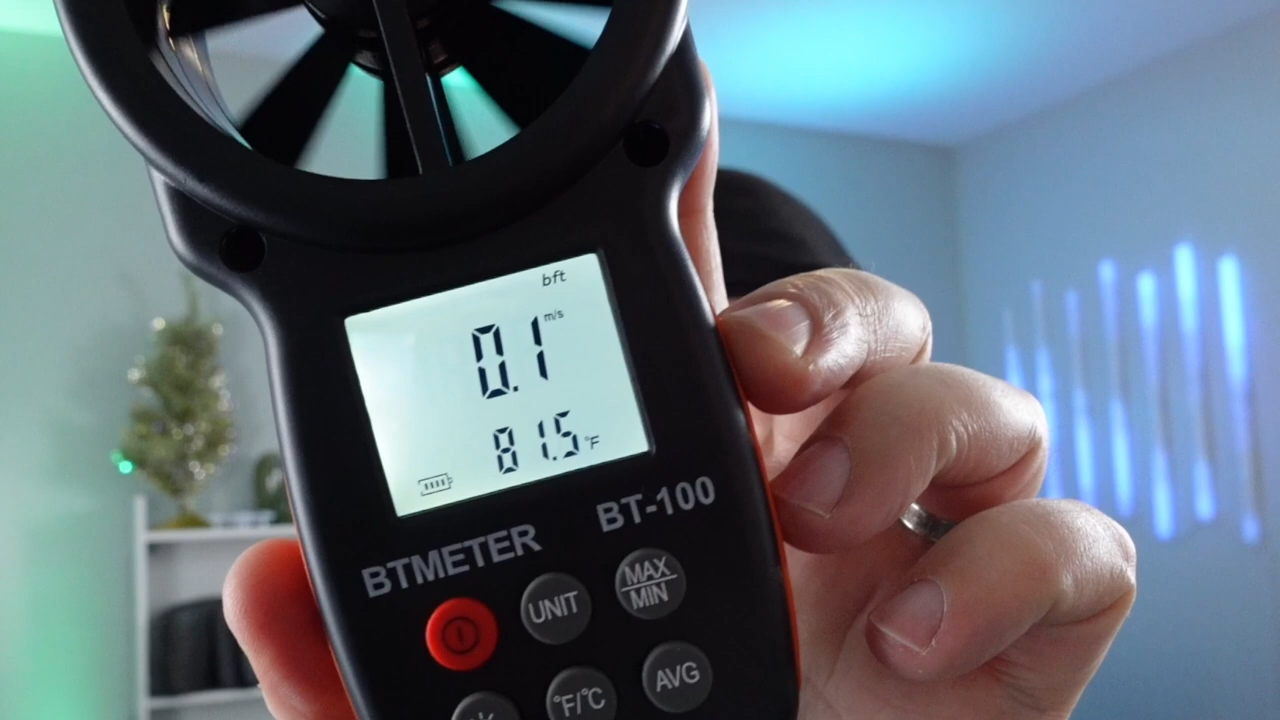 bft
0.1 m/s
81.5 °F
BTMETER BT-100
UNIT
MAX
MIN
°F/°C
AVG